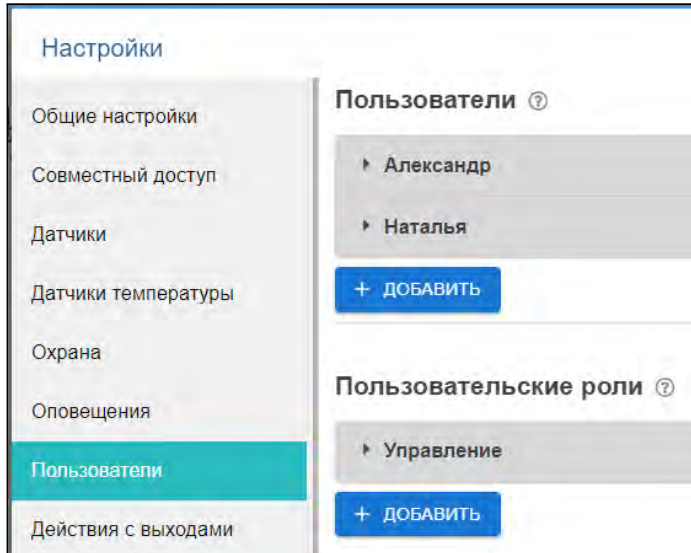 Настройки
Общие настройки
Совместный доступ
Датчики
Датчики температуры
Охрана
Оповещения
Пользователи
Действия с выходами
Пользователи ?
Александр
Наталья
+ ДОБАВИТЬ
Пользовательские роли ?
Управление
+ ДОБАВИТЬ